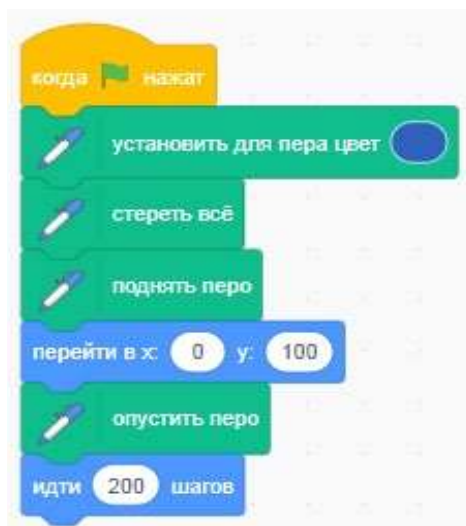 когда нажат
установить для пера цвет
стереть всё
поднять перо
перейти в x: 0 y: 100
опустить перо
идти 200 шагов